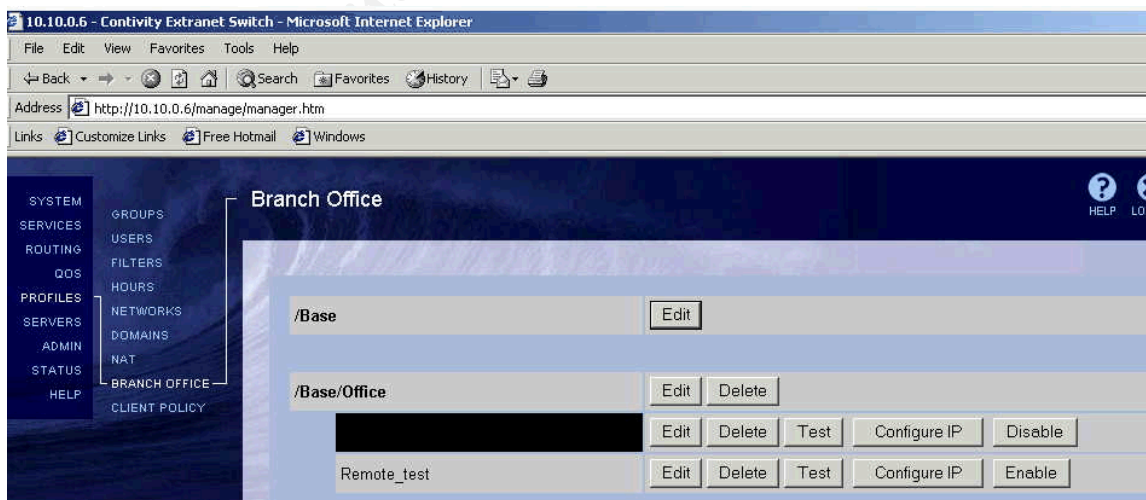 10.10.0.6 - Contivity Extranet Switch - Microsoft Internet Explorer
File Edit View Favorites Tools Help
Back Search Favorites History
Address http://10.10.0.6/manage/manager.htm
Links Customize Links Free Hotmail Windows
Branch Office
HELP
SYSTEM
SERVICES
ROUTING
QOS
PROFILES
SERVERS
ADMIN
STATUS
HELP
GROUPS
USERS
FILTERS
HOURS
NETWORKS
DOMAINS
NAT
BRANCH OFFICE
CLIENT POLICY
/Base Edit
/Base/Office Edit Delete
Edit Delete Test Configure IP Disable
Remote_test Edit Delete Test Configure IP Enable